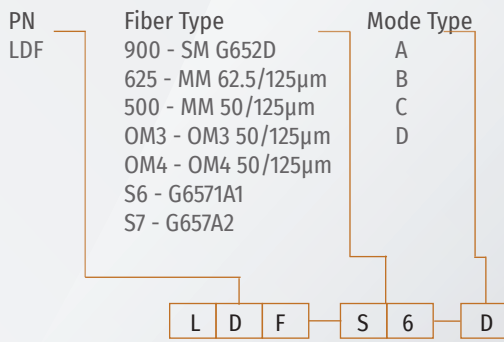 PN Fiber Type Mode Type
LDF 900 - SM G652D A
625 - MM 62.5/125µm B
500 - MM 50/125µm C
OM3 - OM3 50/125µm D
OM4 - OM4 50/125µm
S6 - G6571A1
S7 - G657A2
L D F S 6 D